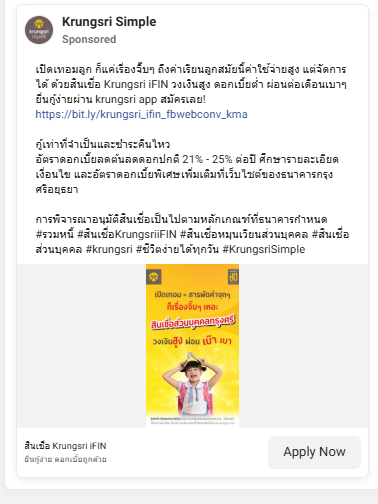 Krungsri Simple
Sponsored
เปิดเทอมลูก ก็แค่เรื่องจิ๊บๆ ถึงค่าเรียนลูกสมัยนี้ค่าใช้จ่ายสูง แต่จัดการ
ได้ ด้วยสินเชื่อ Krungsri iFIN วงเงินสูง ดอกเบี้ยต่ำ ผ่อนต่อเดือนเบาๆ
ยื่นกู้ง่ายผ่าน krungsri app สมัครเลย!
https://bit.ly/krungsri_ifin_fbwebconv_kma
กู้เท่าที่จำเป็นและชำระคืนไหว
อัตราดอกเบี้ยลดต้นลดดอกปกติ 21% - 25% ต่อปี ศึกษารายละเอียด
เงื่อนไข และอัตราดอกเบี้ยพิเศษเพิ่มเติมที่เว็บไซต์ของธนาคารกรุง
ศรีอยุธยา
การพิจารณาอนุมัติสินเชื่อเป็นไปตามหลักเกณฑ์ที่ธนาคารกำหนด
#รวมหนี้ #สินเชื่อKrungsriiFIN #สินเชื่อหมุนเวียนส่วนบุคคล #สินเชื่อ
ส่วนบุคคล #krungsri #ชีวิตง่ายได้ทุกวัน #KrungsriSimple
เปิดเทอม - สารพัดค่าจุกๆ
ก็เรื่องจิ๊บๆ เหอะ
สินเชื่อส่วนบุคคลกรุงศรี
วงเงินสูง ผ่อน เบ๊า เบา
สินเชื่อ Krungsri iFIN
ยื่นกู้ง่าย ดอกเบี้ยถูกด้วย
Apply Now